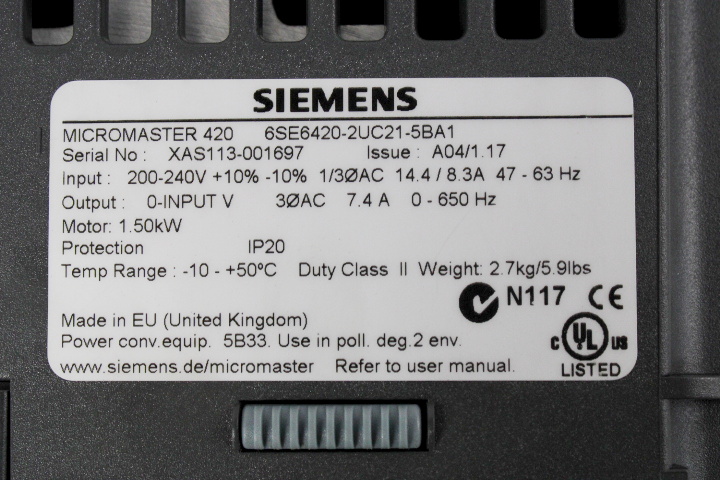 SIEMENS
MICROMASTER 420 6SE6420-2UC21-5BA1
Serial No : XAS113-001697 Issue : A04/1.17
Input : 200-240V +10% -10% 1/3ØAC 14.4 / 8.3A 47 - 63 Hz
Output : 0-INPUT V 3ØAC 7.4 A 0 - 650 Hz
Motor: 1.50kW
Protection IP20
Temp Range : -10 - +50ºC Duty Class II Weight: 2.7kg/5.9lbs
N117 CE
Made in EU (United Kingdom)
Power conv.equip. 5B33. Use in poll. deg.2 env.
C UL US
www.siemens.de/micromaster Refer to user manual.
LISTED